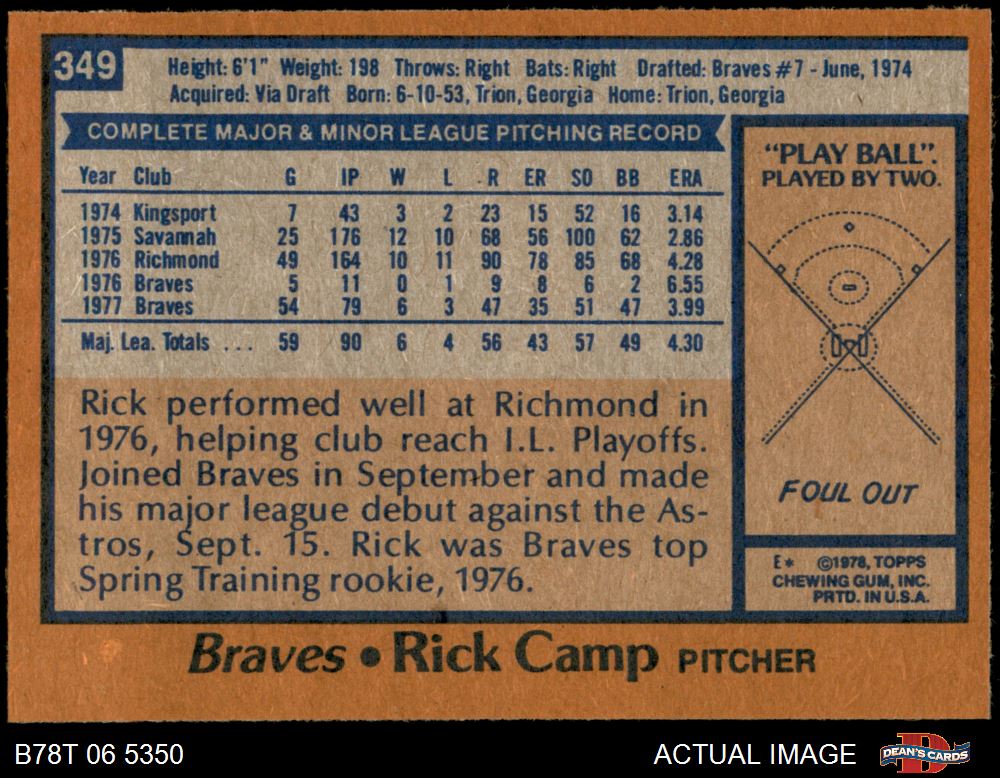 349
Height: 6'1" Weight: 198 Throws: Right Bats: Right Drafted: Braves #7 - June, 1974
Acquired: Via Draft Born: 6-10-53, Trion, Georgia Home: Trion, Georgia
COMPLETE MAJOR & MINOR LEAGUE PITCHING RECORD
Year Club G IP W L R ER SO BB ERA
1974 Kingsport 7 43 3 2 23 15 52 16 3.14
1975 Savannah 25 176 12 10 68 56 100 62 2.86
1976 Richmond 49 164 10 11 90 78 85 68 4.28
1976 Braves 5 11 0 1 9 8 6 2 6.55
1977 Braves 54 79 6 3 47 35 51 47 3.99
Maj. Lea. Totals ... 59 90 6 4 56 43 57 49 4.30
Rick performed well at Richmond in
1976, helping club reach I.L. Playoffs.
Joined Braves in September and made
his major league debut against the As-
tros, Sept. 15. Rick was Braves top
Spring Training rookie, 1976.
"PLAY BALL".
PLAYED BY TWO.
FOUL OUT
E* ©1978, TOPPS
CHEWING GUM, INC.
PRTD. IN U.S.A.
Braves • Rick Camp PITCHER
B78T 06 5350
ACTUAL IMAGE
DEAN'S CARDS